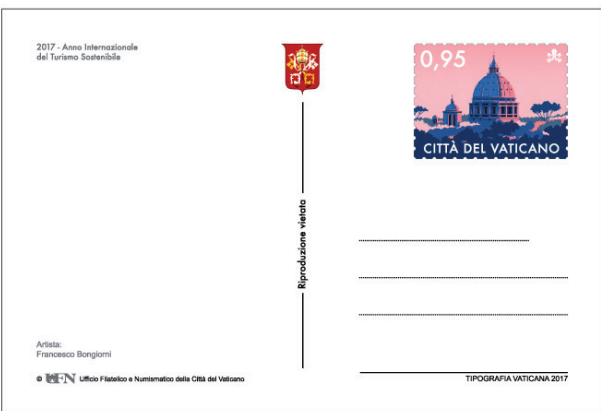 2017 - Anno Internazionale
del Turismo Sostenibile
0,95
CITTÀ DEL VATICANO
Riproduzione vietata
Artista:
Francesco Bongiorni
© UFN Ufficio Filatelico e Numismatico della Città del Vaticano
TIPOGRAFIA VATICANA 2017